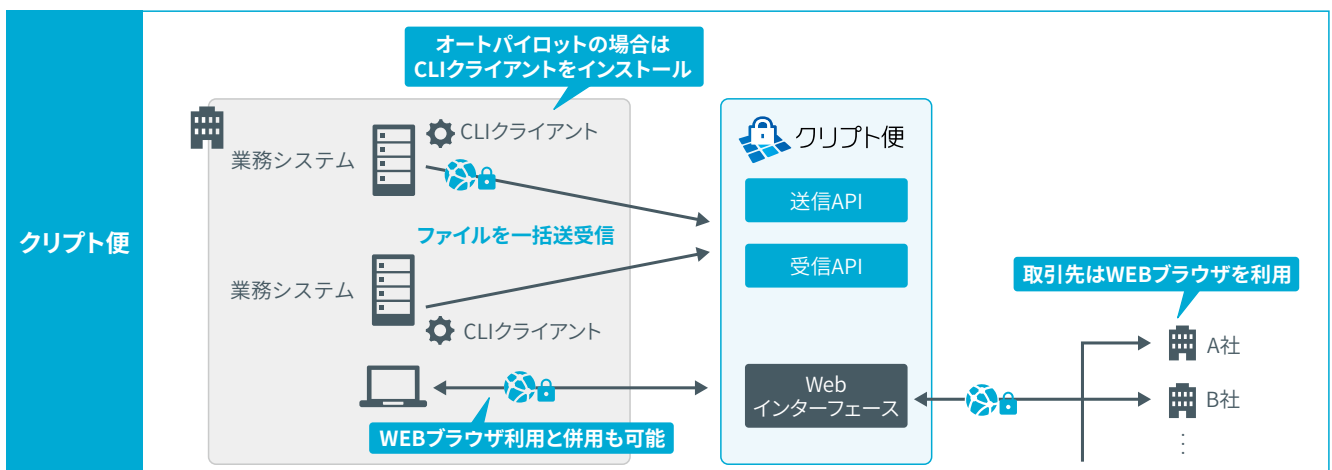 クリプト便
オートパイロットの場合は
CLIクライアントをインストール
業務システム
CLIクライアント
ファイルを一括送受信
業務システム
CLIクライアント
WEBブラウザ利用と併用も可能
クリプト便
送信API
受信API
Web
インターフェース
取引先はWEBブラウザを利用
A社
B社
⋮